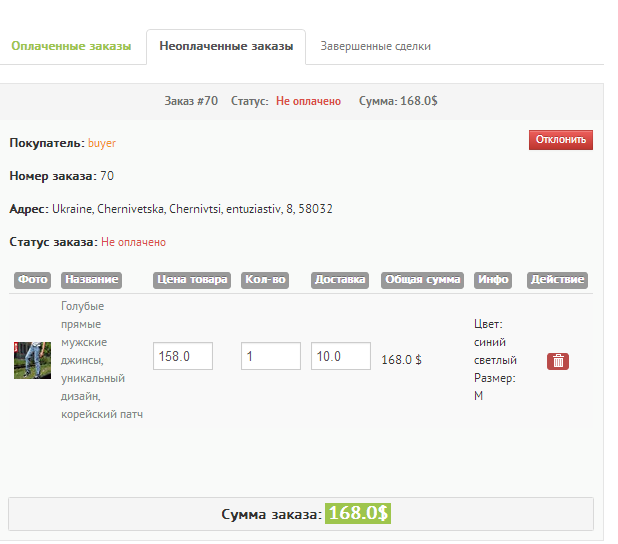 Оплаченные заказы Неоплаченные заказы Завершенные сделки
Заказ #70 Статус: Не оплачено Сумма: 168.0$
Покупатель: buyer
Отклонить
Номер заказа: 70
Адрес: Ukraine, Chernivetska, Chernivtsi, entuziastiv, 8, 58032
Статус заказа: Не оплачено
Фото Название Цена товара Кол-во Доставка Общая сумма Инфо Действие
Голубые
прямые
мужские
джинсы,
уникальный
дизайн,
корейский патч
158.0 1 10.0 168.0 $
Цвет:
синий
светлый
Размер:
M
Сумма заказа: 168.0$